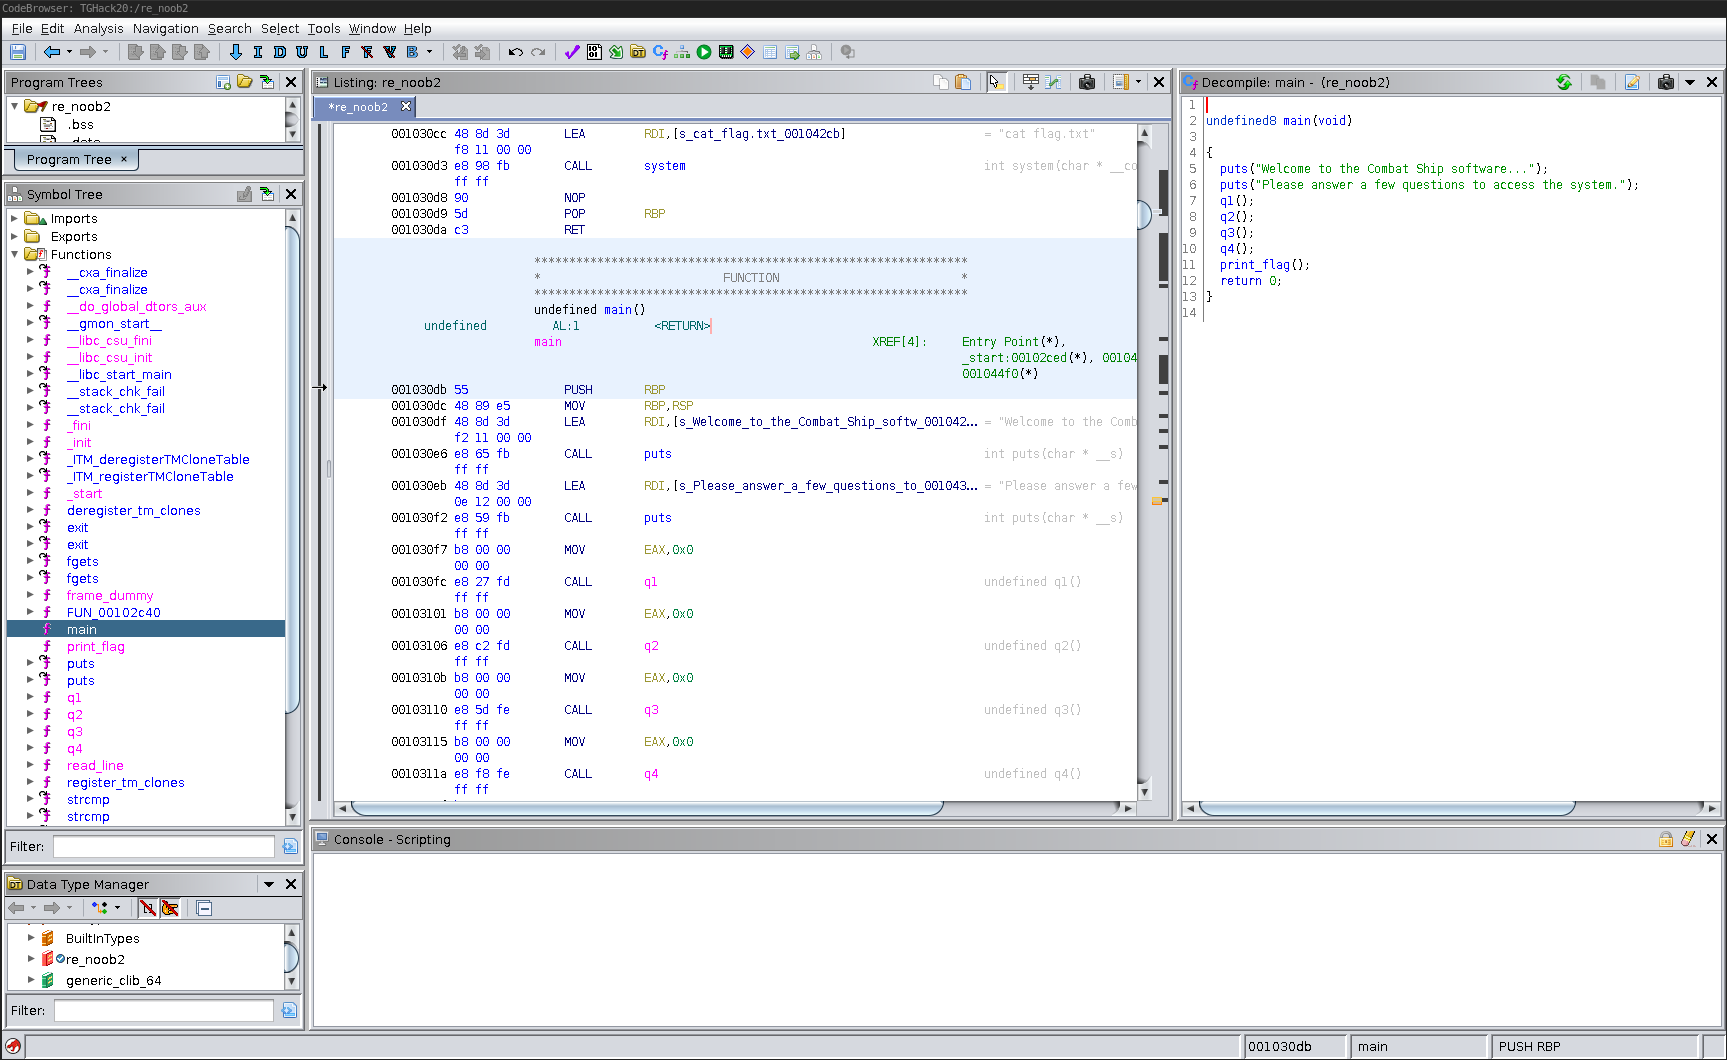 CodeBrowser: TGHack20:/re_noob2
File Edit Analysis Navigation Search Select Tools Window Help
I D U L F B
Program Trees
re_noob2
.bss
Program Tree ×
Symbol Tree
Imports
Exports
Functions
__cxa_finalize
__cxa_finalize
__do_global_dtors_aux
__gmon_start__
__libc_csu_fini
__libc_csu_init
__libc_start_main
__stack_chk_fail
__stack_chk_fail
_fini
_init
_ITM_deregisterTMCloneTable
_ITM_registerTMCloneTable
_start
deregister_tm_clones
exit
exit
fgets
fgets
frame_dummy
FUN_00102c40
main
print_flag
puts
puts
q1
q2
q3
q4
read_line
register_tm_clones
strcmp
strcmp
Filter:
Data Type Manager
BuiltInTypes
re_noob2
generic_clib_64
Filter:
Listing: re_noob2
*re_noob2
001030cc 48 8d 3d LEA RDI,[s_cat_flag.txt_001042cb] = "cat flag.txt"
f8 11 00 00
001030d3 e8 98 fb CALL system int system(char * __co
ff ff
001030d8 90 NOP
001030d9 5d POP RBP
001030da c3 RET
**************************************************************
* FUNCTION *
**************************************************************
undefined main()
undefined AL:1 <RETURN>
main XREF[4]: Entry Point(*),
_start:00102ced(*), 00104
001044f0(*)
001030db 55 PUSH RBP
001030dc 48 89 e5 MOV RBP,RSP
001030df 48 8d 3d LEA RDI,[s_Welcome_to_the_Combat_Ship_softw_001042... = "Welcome to the Comb
f2 11 00 00
001030e6 e8 65 fb CALL puts int puts(char * __s)
ff ff
001030eb 48 8d 3d LEA RDI,[s_Please_answer_a_few_questions_to_001043... = "Please answer a few
0e 12 00 00
001030f2 e8 59 fb CALL puts int puts(char * __s)
ff ff
001030f7 b8 00 00 MOV EAX,0x0
00 00
001030fc e8 27 fd CALL q1 undefined q1()
ff ff
00103101 b8 00 00 MOV EAX,0x0
00 00
00103106 e8 c2 fd CALL q2 undefined q2()
ff ff
0010310b b8 00 00 MOV EAX,0x0
00 00
00103110 e8 5d fe CALL q3 undefined q3()
ff ff
00103115 b8 00 00 MOV EAX,0x0
00 00
0010311a e8 f8 fe CALL q4 undefined q4()
ff ff
Decompile: main - (re_noob2)
1
2 undefined8 main(void)
3
4 {
5 puts("Welcome to the Combat Ship software...");
6 puts("Please answer a few questions to access the system.");
7 q1();
8 q2();
9 q3();
10 q4();
11 print_flag();
12 return 0;
13 }
14
Console - Scripting
001030db main PUSH RBP